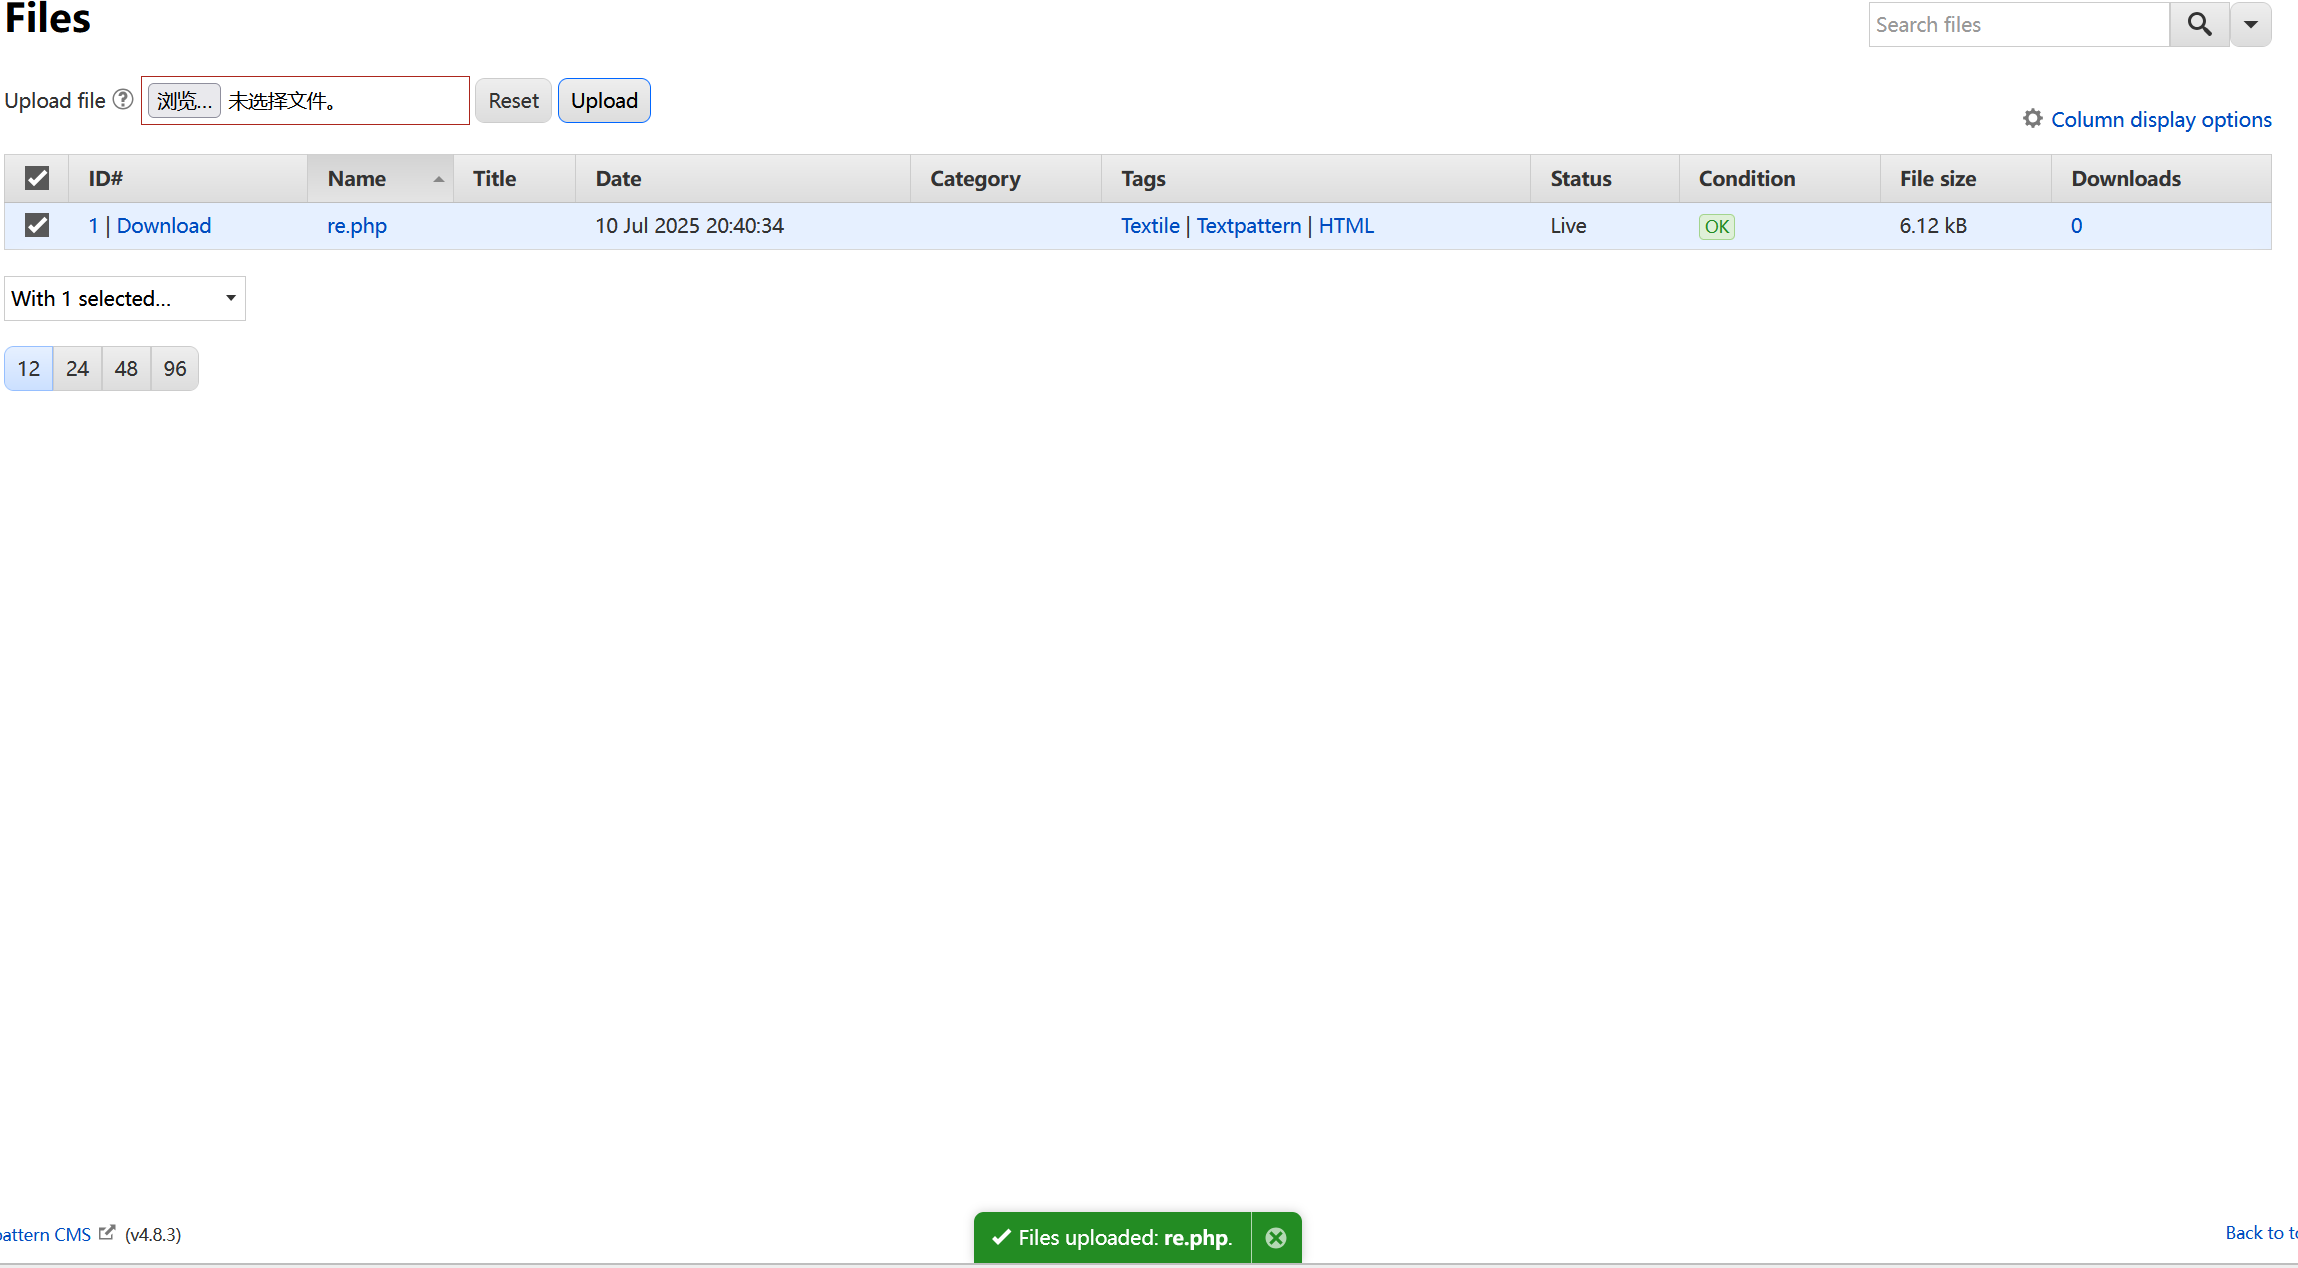 Files
Search files
Upload file ? 浏览... 未选择文件。 Reset Upload
Column display options
ID# Name Title Date Category Tags Status Condition File size Downloads
1 | Download re.php 10 Jul 2025 20:40:34 Textile | Textpattern | HTML Live OK 6.12 kB 0
With 1 selected...
12 24 48 96
pattern CMS (v4.8.3)
Files uploaded: re.php.
Back to